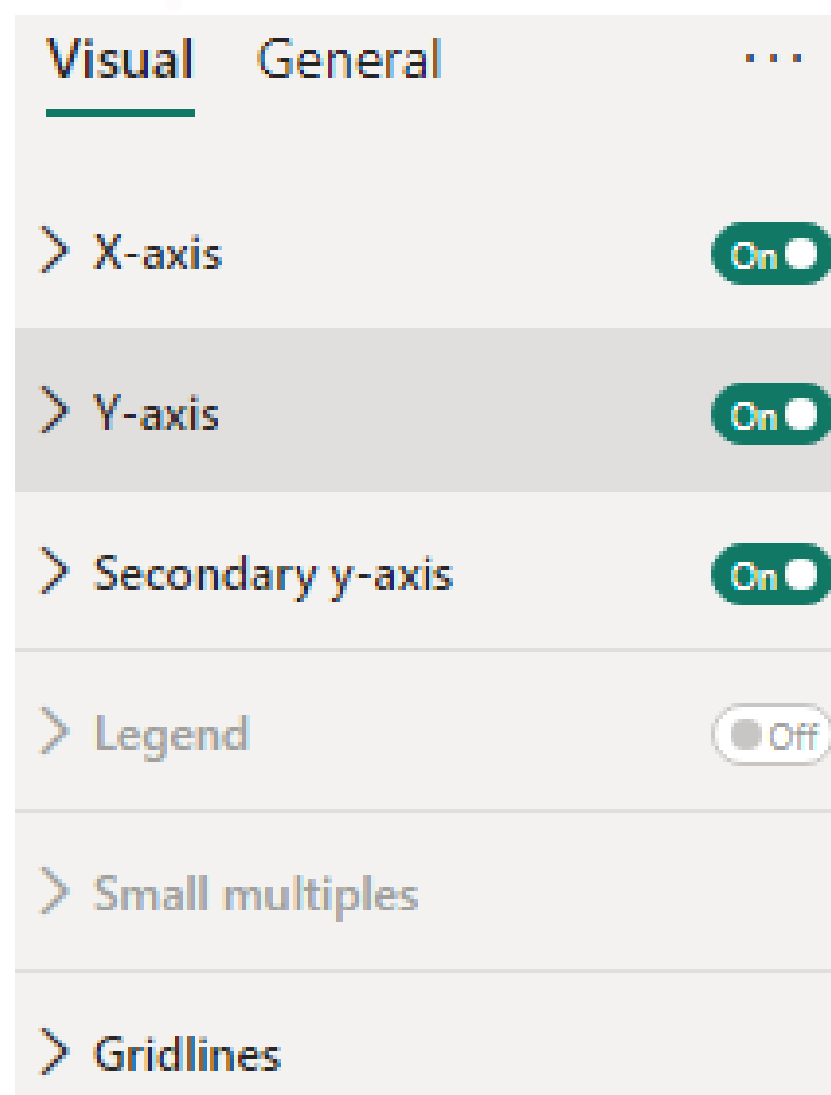 Visual General ...
X-axis On
Y-axis On
Secondary y-axis On
Legend Off
Small multiples
Gridlines